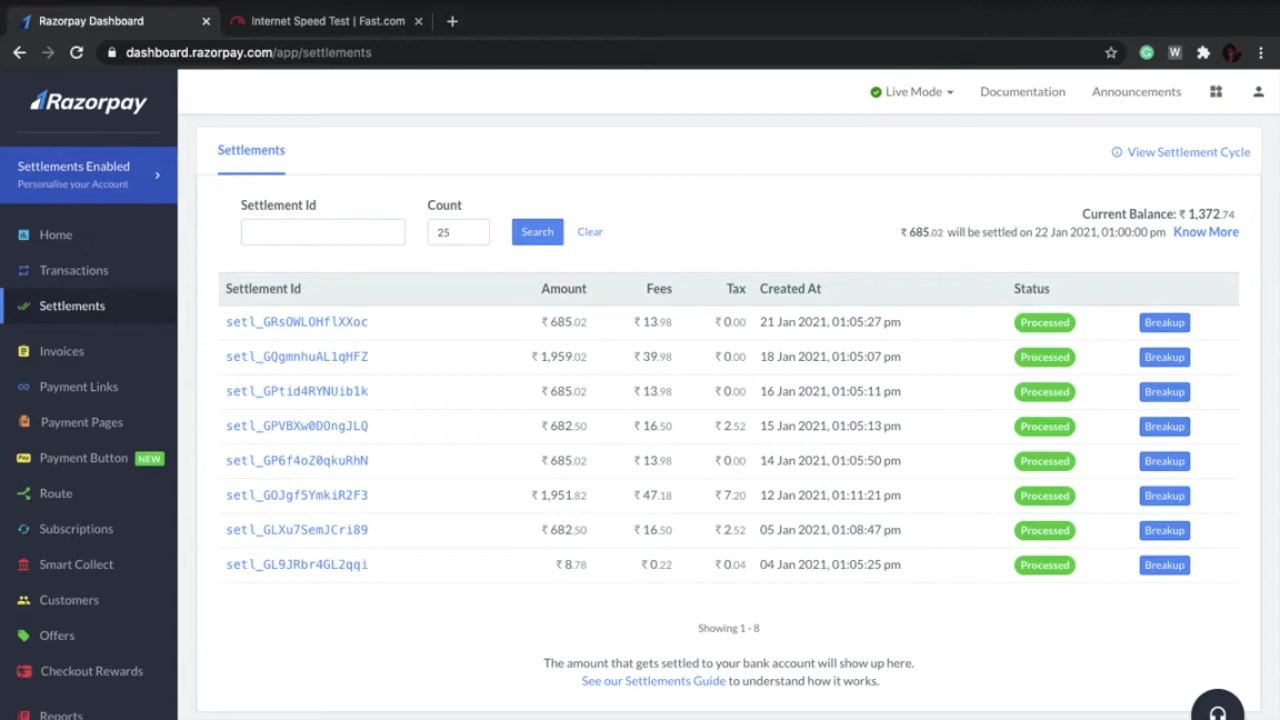 Razorpay Dashboard
Internet Speed Test | Fast.com
dashboard.razorpay.com/app/settlements
W
Razorpay
Live Mode
Documentation
Announcements
Settlements Enabled
Personalise your Account
Home
Transactions
Settlements
Invoices
Payment Links
Payment Pages
Payment Button NEW
Route
Subscriptions
Smart Collect
Customers
Offers
Checkout Rewards
Reports
Settlements
View Settlement Cycle
Settlement Id
Count
25
Search
Clear
Current Balance: ₹ 1,372.74
₹ 685.02 will be settled on 22 Jan 2021, 01:00:00 pm Know More
Settlement Id Amount Fees Tax Created At Status
setl_GRsOWLOHflXXoc ₹ 685.02 ₹ 13.98 ₹ 0.00 21 Jan 2021, 01:05:27 pm Processed Breakup
setl_GQgmnhuAL1qHFZ ₹ 1,959.02 ₹ 39.98 ₹ 0.00 18 Jan 2021, 01:05:07 pm Processed Breakup
setl_GPtid4RYNUib1k ₹ 685.02 ₹ 13.98 ₹ 0.00 16 Jan 2021, 01:05:11 pm Processed Breakup
setl_GPVBXw0DOngJLQ ₹ 682.50 ₹ 16.50 ₹ 2.52 15 Jan 2021, 01:05:13 pm Processed Breakup
setl_GP6f4oZ0qkuRhN ₹ 685.02 ₹ 13.98 ₹ 0.00 14 Jan 2021, 01:05:50 pm Processed Breakup
setl_GOJgf5YmkiR2F3 ₹ 1,951.82 ₹ 47.18 ₹ 7.20 12 Jan 2021, 01:11:21 pm Processed Breakup
setl_GLXu7SemJCri89 ₹ 682.50 ₹ 16.50 ₹ 2.52 05 Jan 2021, 01:08:47 pm Processed Breakup
setl_GL9JRbr4GL2qqi ₹ 8.78 ₹ 0.22 ₹ 0.04 04 Jan 2021, 01:05:25 pm Processed Breakup
Showing 1 - 8
The amount that gets settled to your bank account will show up here.
See our Settlements Guide to understand how it works.